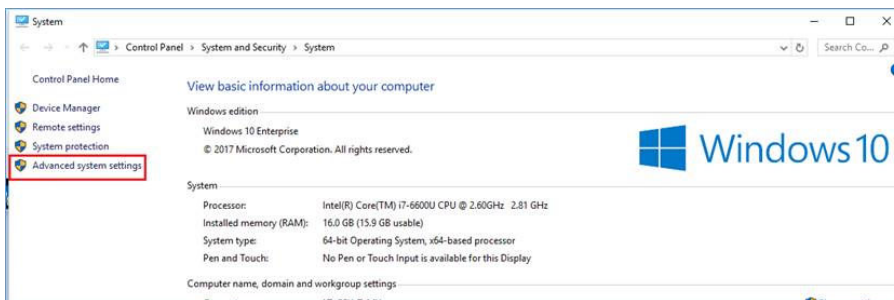 System
Control Panel > System and Security > System
Search Co...
Control Panel Home
View basic information about your computer
Device Manager
Windows edition
Remote settings
Windows 10 Enterprise
System protection
© 2017 Microsoft Corporation. All rights reserved.
Windows 10
Advanced system settings
System
Processor: Intel(R) Core(TM) i7-6600U CPU @ 2.60GHz 2.81 GHz
Installed memory (RAM): 16.0 GB (15.9 GB usable)
System type: 64-bit Operating System, x64-based processor
Pen and Touch: No Pen or Touch Input is available for this Display
Computer name, domain and workgroup settings